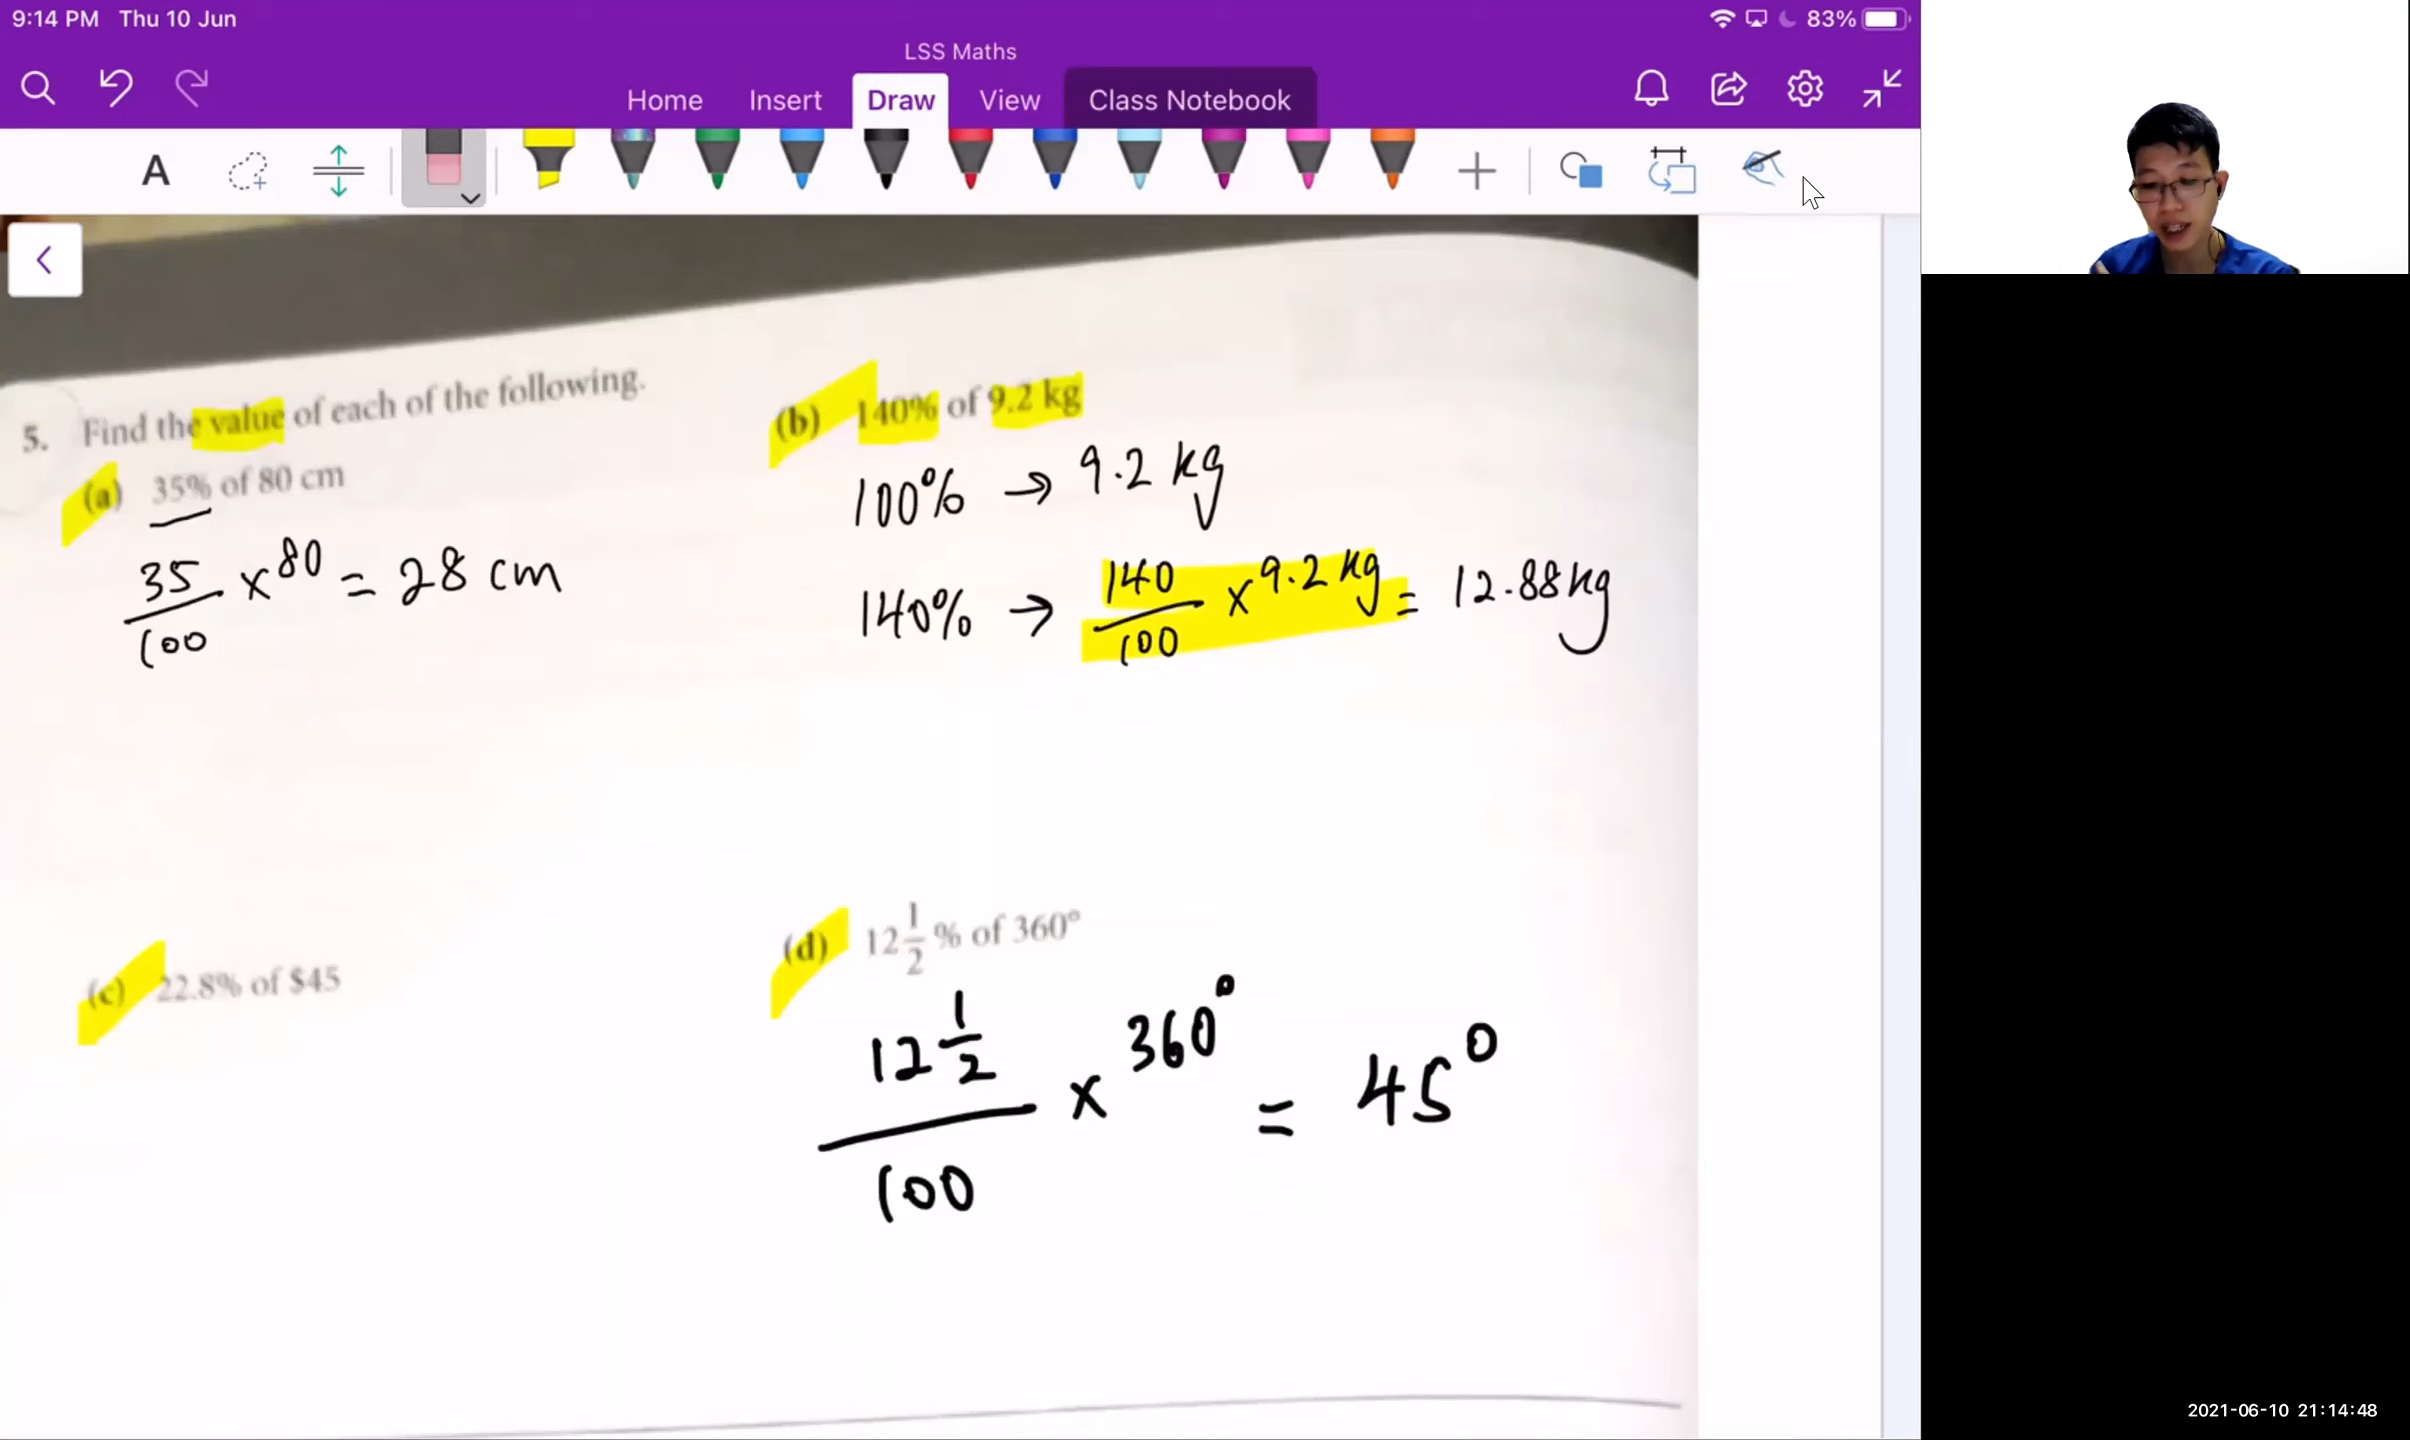 9:14 PM Thu 10 Jun
83%
LSS Maths
Home Insert Draw View Class Notebook
A
5. Find the value of each of the following.
(a) 35% of 80 cm
35/100 × 80 = 28 cm
(b) 140% of 9.2 kg
100% → 9.2 kg
140% → 140/100 × 9.2 kg = 12.88 kg
(c) 22.8% of $45
(d) 12 1/2 % of 360°
12 1/2 / 100 × 360° = 45°
2021-06-10 21:14:48